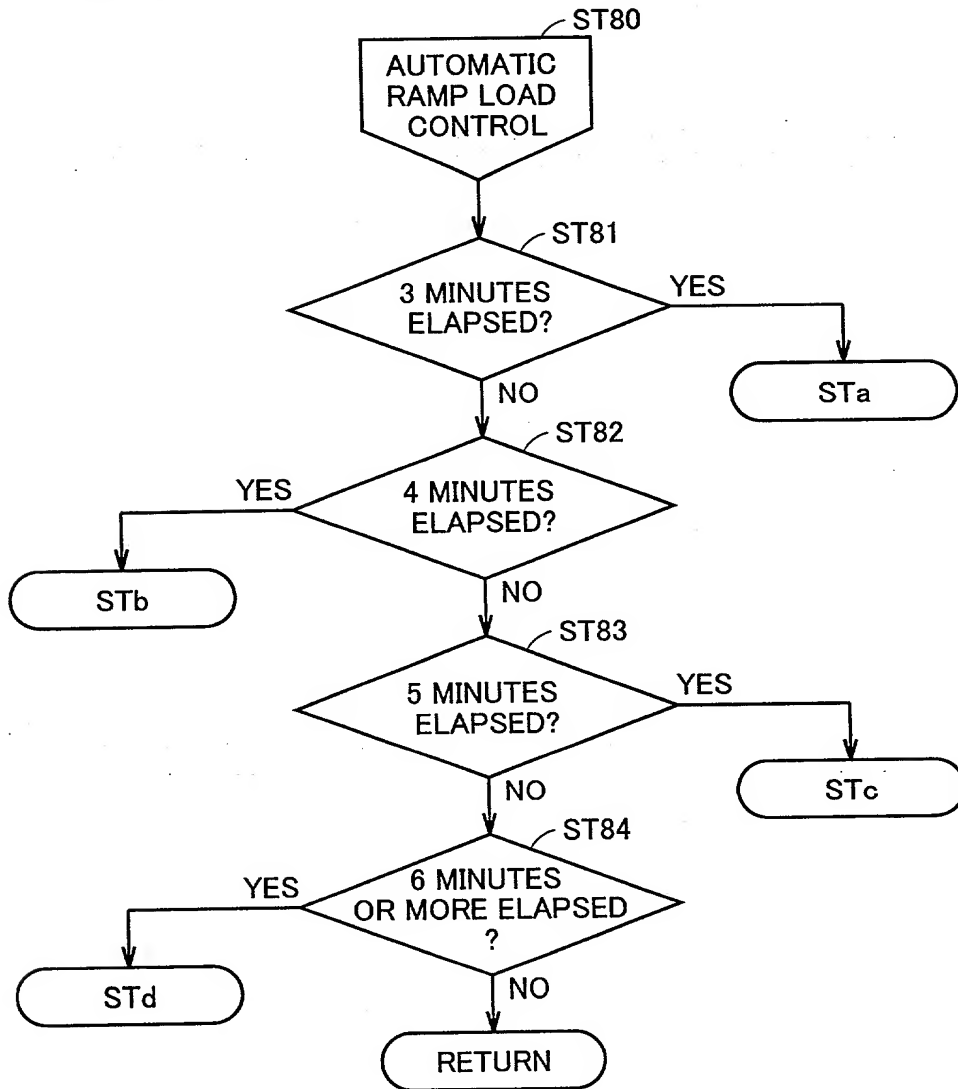 ST80
AUTOMATIC
RAMP LOAD
CONTROL
ST81
3 MINUTES
ELAPSED?
YES
STa
NO
ST82
4 MINUTES
ELAPSED?
YES
STb
NO
ST83
5 MINUTES
ELAPSED?
YES
STc
NO
ST84
6 MINUTES
OR MORE ELAPSED
?
YES
STd
NO
RETURN